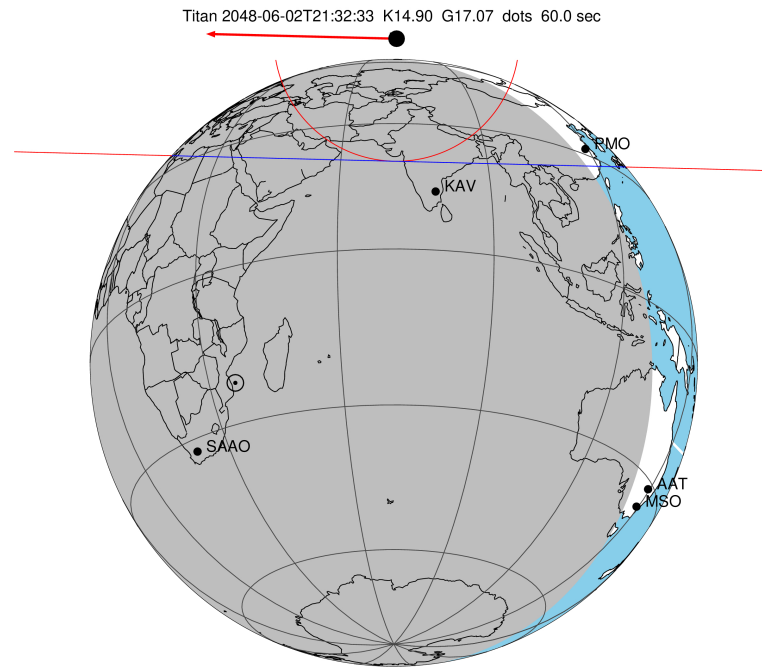 Titan 2048-06-02T21:32:33 K14.90 G17.07 dots 60.0 sec
PMO
KAV
SAAO
AAT
MSO